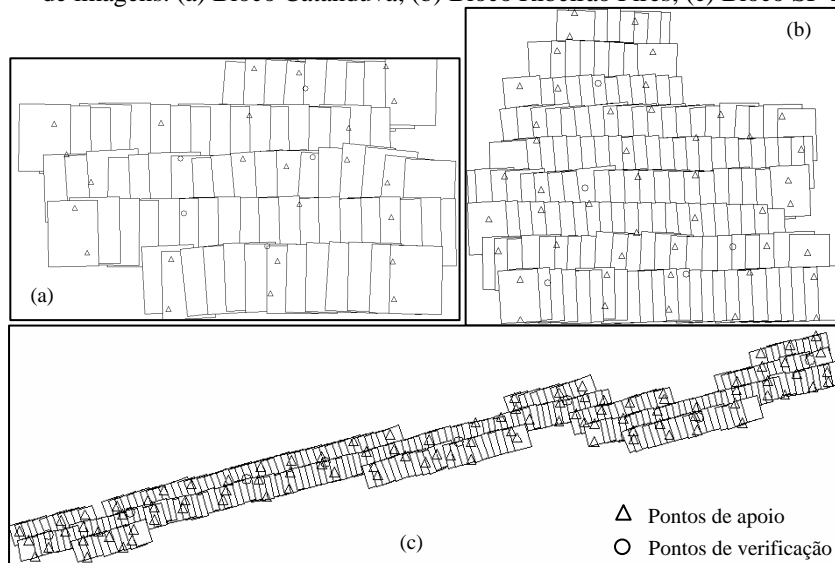 de imagens: (a) Bloco Catanduva; (b) Bloco Ribeirão Pires; (c) Bloco
(b)
(a)
Pontos de apoio
(c)
Pontos de verificação